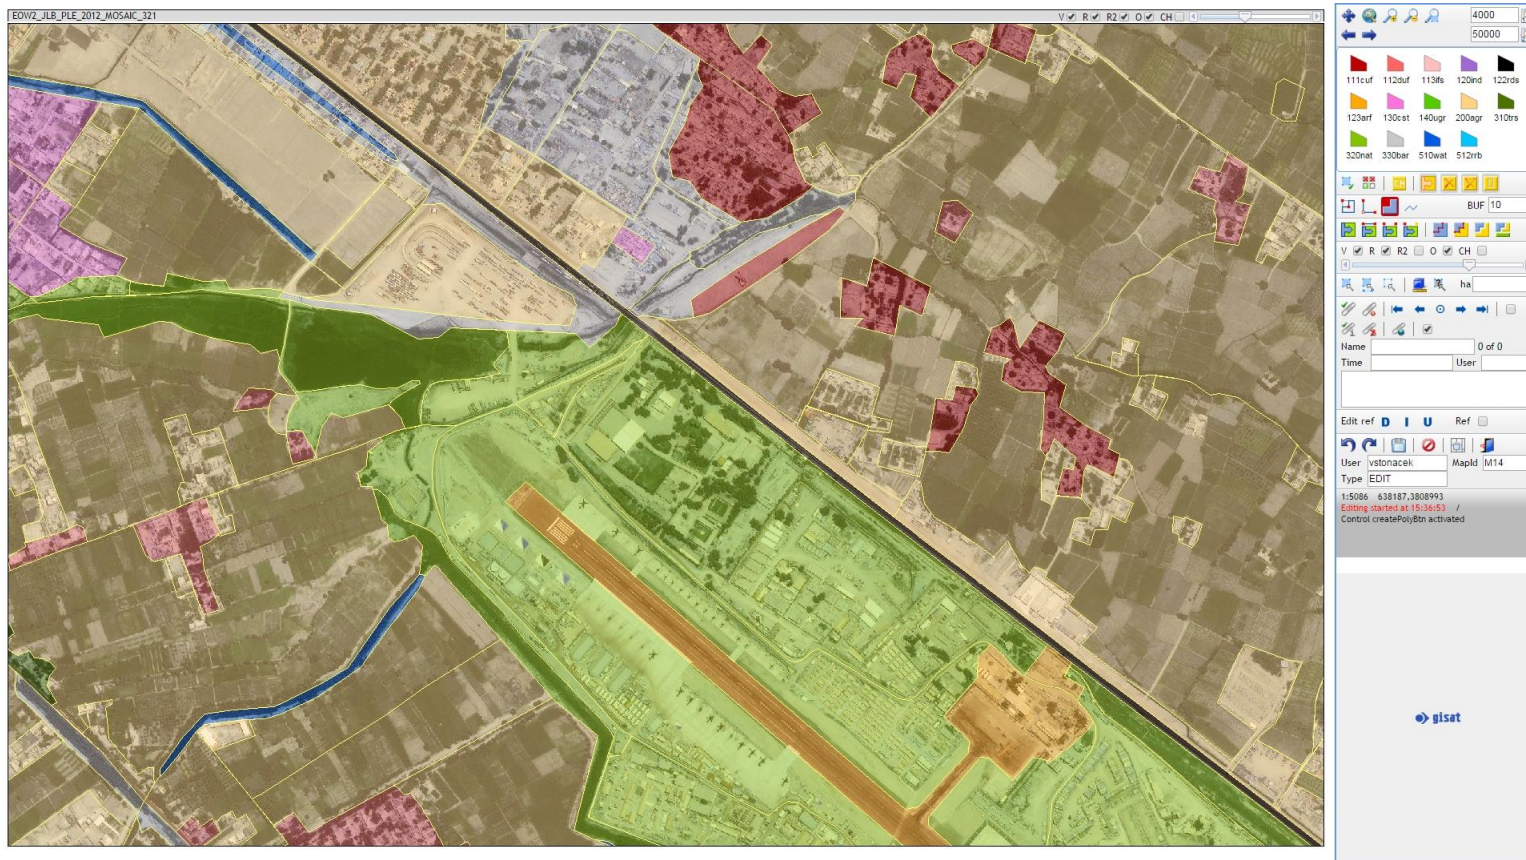 EOW2_JLB_PLE_2012_MOSAIC_321
V R R2 O CH
4000
50000
111cuf 112duf 113lfs 120ind 122rds
123arf 130cst 140ugr 200agr 310trs
320nat 330bar 510wat 512rrb
BUF 10
V R R2 O CH
ha
Name 0 of 0
Time User
Edit ref D I U Ref
User vstonacek MapId M14
Type EDIT
1:5086 638187,3808993
Editing started at 15:36:53 /
Control createPolyBtn activated
gisat